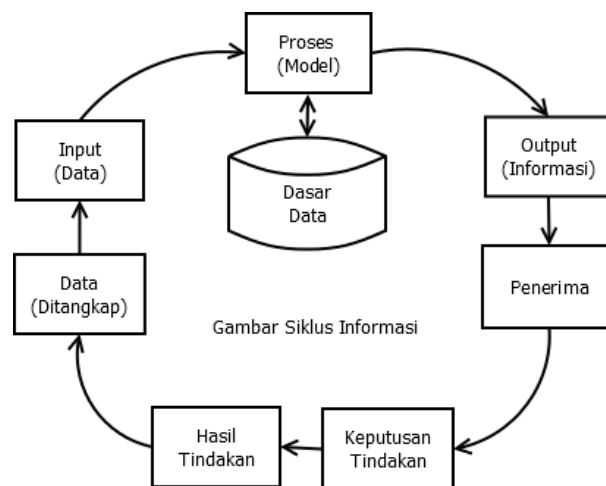 Proses
(Model)
Input
(Data)
Output
(Informasi)
Dasar
Data
Data
(Ditangkap)
Penerima
Gambar Siklus Informasi
Hasil
Tindakan
Keputusan
Tindakan